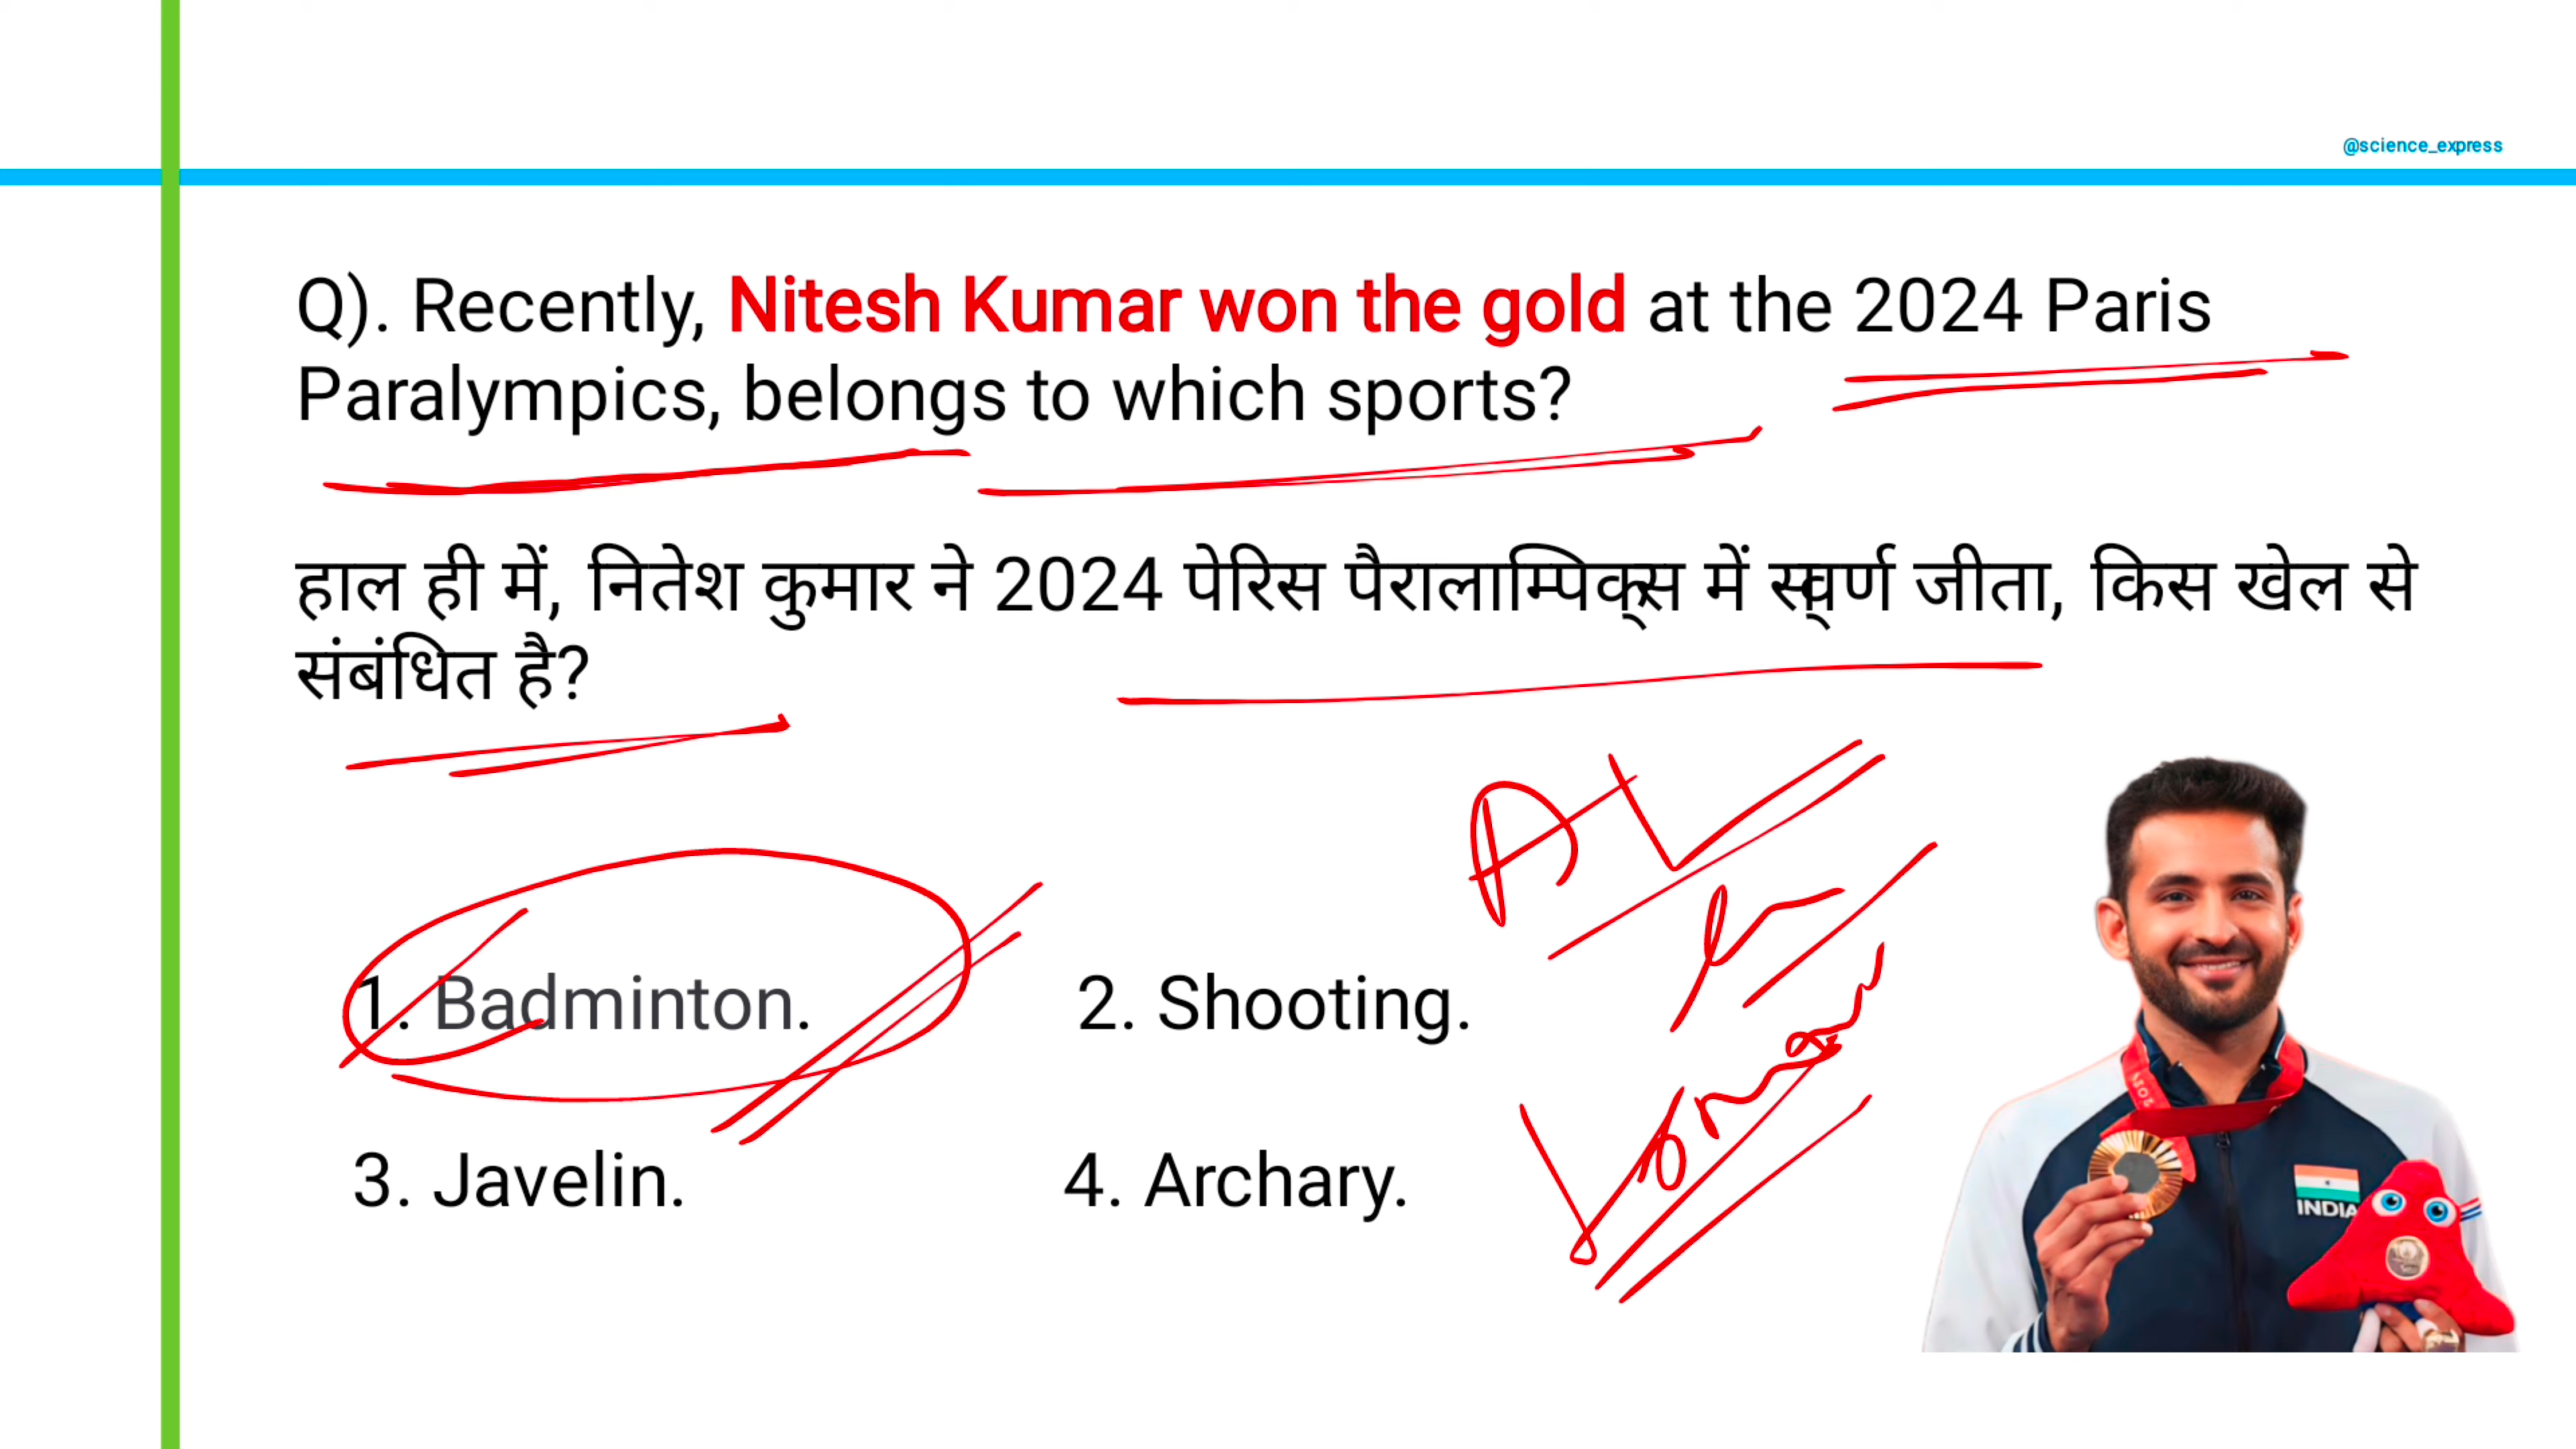 @science_express
Q). Recently, Nitesh Kumar won the gold at the 2024 Paris
Paralympics, belongs to which sports?
हाल ही में, नितेश कुमार ने 2024 पेरिस पैरालाम्पिक्स में स्वर्ण जीता, किस खेल से
संबंधित है?
1. Badminton.
2. Shooting.
3. Javelin.
4. Archary.
INDIA